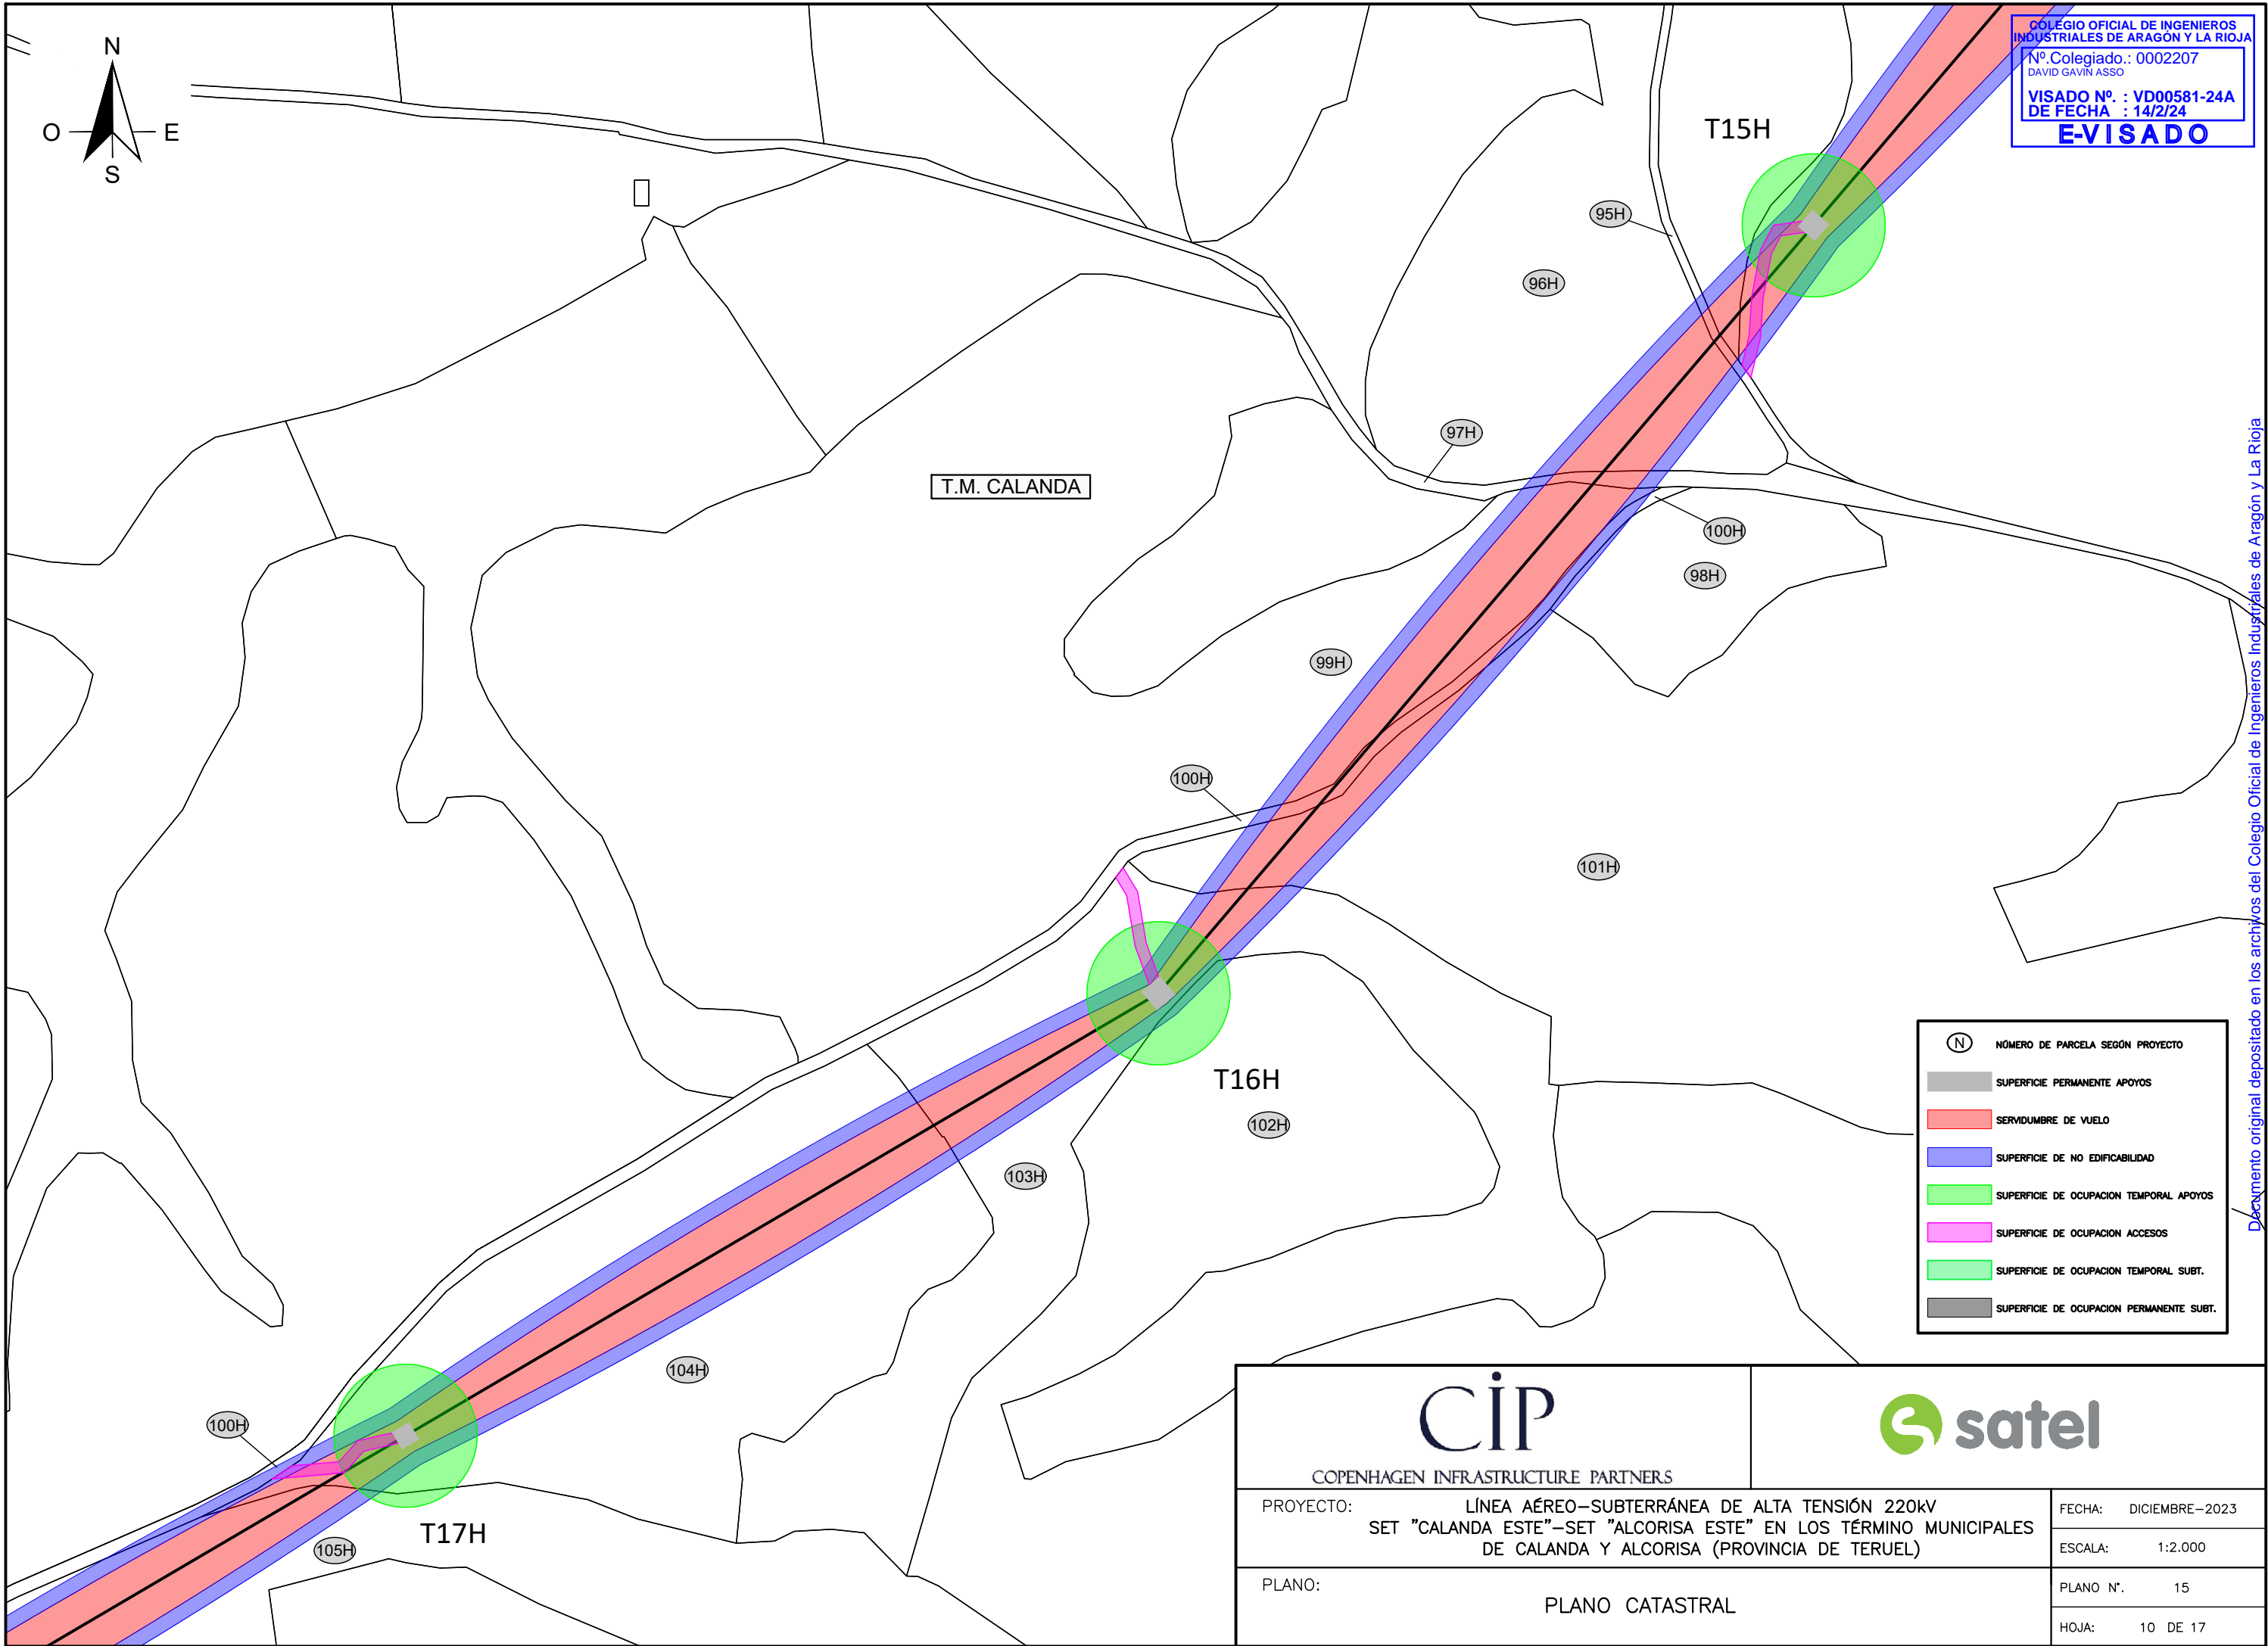 N
O
E
S
COLEGIO OFICIAL DE INGENIEROS
INDUSTRIALES DE ARAGÓN Y LA RIOJA
Nº.Colegiado.: 0002207
DAVID GAVÍN ASSO
VISADO Nº. : VD00581-24A
DE FECHA : 14/2/24
E-VISADO
T15H
95H
96H
97H
T.M. CALANDA
100H
98H
99H
100H
101H
T16H
102H
103H
104H
100H
T17H
105H
Documento original depositado en los archivos del Colegio Oficial de Ingenieros Industriales de Aragón y La Rioja
N NÚMERO DE PARCELA SEGÚN PROYECTO
SUPERFICIE PERMANENTE APOYOS
SERVIDUMBRE DE VUELO
SUPERFICIE DE NO EDIFICABILIDAD
SUPERFICIE DE OCUPACION TEMPORAL APOYOS
SUPERFICIE DE OCUPACION ACCESOS
SUPERFICIE DE OCUPACION TEMPORAL SUBT.
SUPERFICIE DE OCUPACION PERMANENTE SUBT.
CIP
COPENHAGEN INFRASTRUCTURE PARTNERS
satel
PROYECTO: LÍNEA AÉREO-SUBTERRÁNEA DE ALTA TENSIÓN 220kV
SET "CALANDA ESTE"-SET "ALCORISA ESTE" EN LOS TÉRMINO MUNICIPALES
DE CALANDA Y ALCORISA (PROVINCIA DE TERUEL)
FECHA: DICIEMBRE-2023
ESCALA: 1:2.000
PLANO: PLANO CATASTRAL
PLANO Nº. 15
HOJA: 10 DE 17